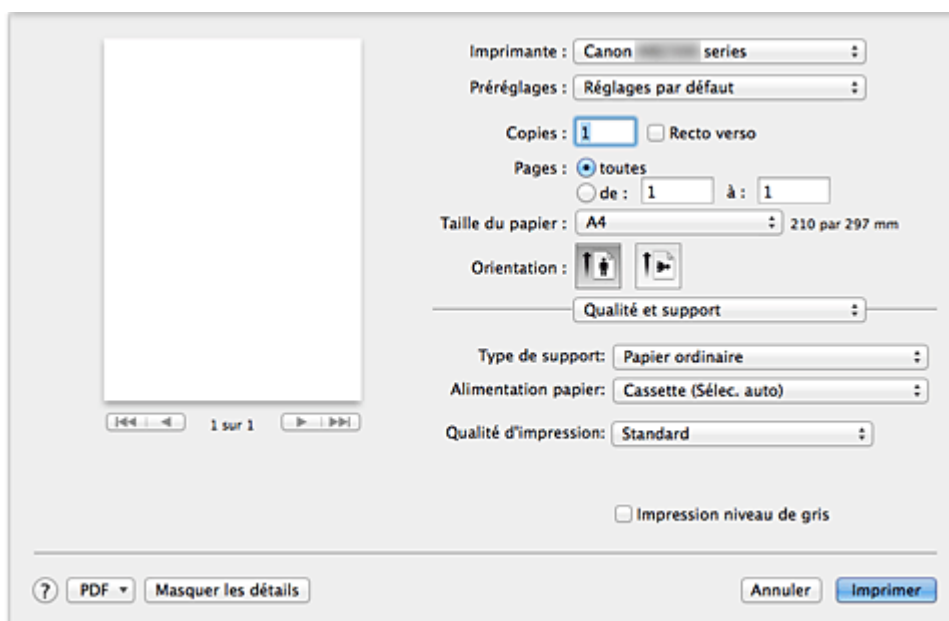 Imprimante : Canon series
Préréglages : Réglages par défaut
Copies : 1 Recto verso
Pages : toutes
de : 1 à : 1
Taille du papier : A4 210 par 297 mm
Orientation :
Qualité et support
Type de support: Papier ordinaire
Alimentation papier: Cassette (Sélec. auto)
1 sur 1
Qualité d'impression: Standard
Impression niveau de gris
? PDF Masquer les détails Annuler Imprimer